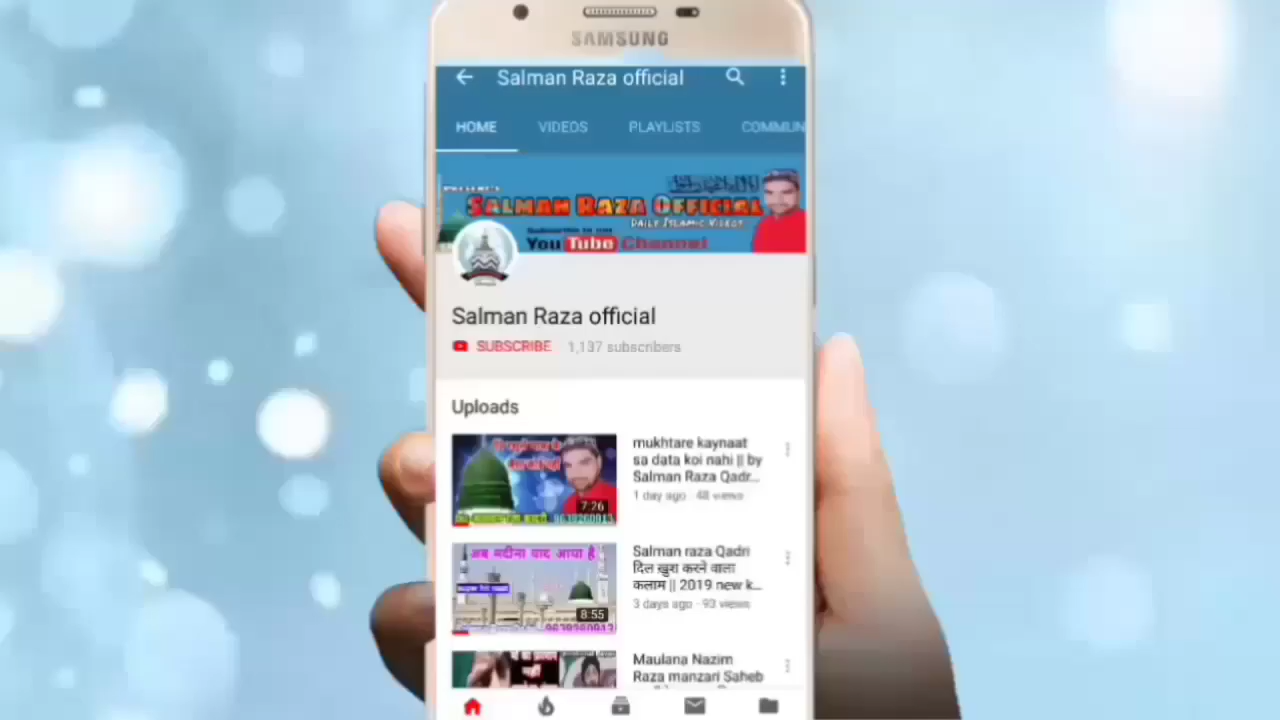 SAMSUNG
Salman Raza official
HOME VIDEOS PLAYLISTS COMMUN
SALMAN RAZA OFFICIAL
DAILY ISLAMIC VIDEOS
YouTube Channel
Salman Raza official
SUBSCRIBE 1,137 subscribers
Uploads
mukhtare kaynaat
sa data koi nahi || by
Salman Raza Qadr...
1 day ago · 48 views
7:26
अब मदीना याद आया है
8:55
Salman raza Qadri
दिल खुश करने वाला
कलाम || 2019 new k...
3 days ago · 93 views
Maulana Nazim
Raza manzari Saheb